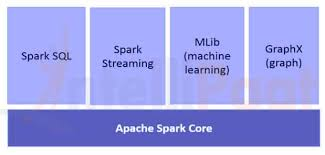 Spark SQL
Spark
Streaming
MLib
(machine
learning)
GraphX
(graph)
Apache Spark Core